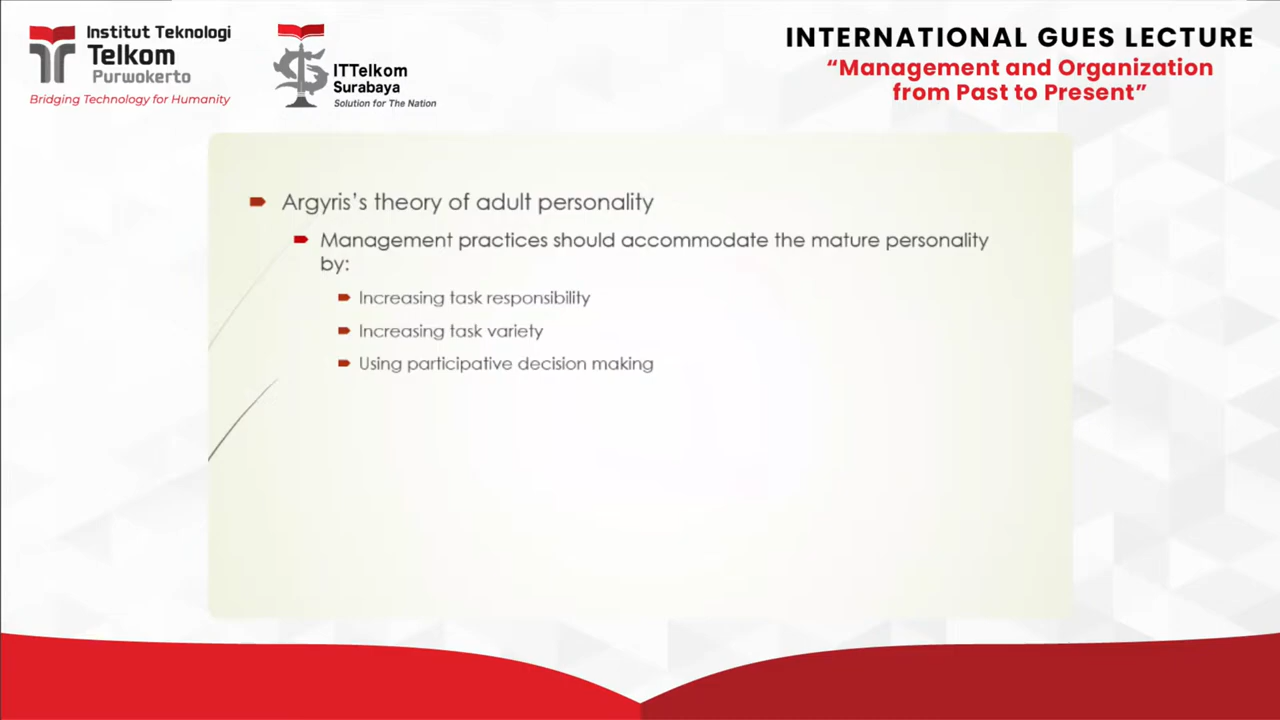 Institut Teknologi
Telkom
Purwokerto
Bridging Technology for Humanity
ITTelkom
Surabaya
Solution for The Nation
INTERNATIONAL GUES LECTURE
“Management and Organization
from Past to Present”
Argyris’s theory of adult personality
Management practices should accommodate the mature personality
by:
Increasing task responsibility
Increasing task variety
Using participative decision making